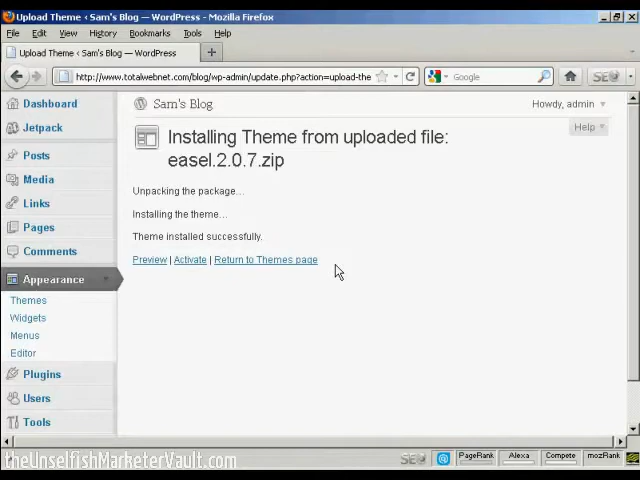 Upload Theme ‹ Sam's Blog — WordPress - Mozilla Firefox
File Edit View History Bookmarks Tools Help
Upload Theme ‹ Sam's Blog — WordPress
http://www.totalwebnet.com/blog/wp-admin/update.php?action=upload-the
Google
SEO
Dashboard
Sam's Blog
Howdy, admin
Jetpack
Help
Installing Theme from uploaded file:
easel.2.0.7.zip
Posts
Media
Links
Pages
Comments
Appearance
Unpacking the package…
Installing the theme…
Theme installed successfully.
Preview | Activate | Return to Themes page
Themes
Widgets
Menus
Editor
Plugins
Users
Tools
theUnselfishMarketerVault.com
SEO
PageRank
Alexa
Compete
mozRank